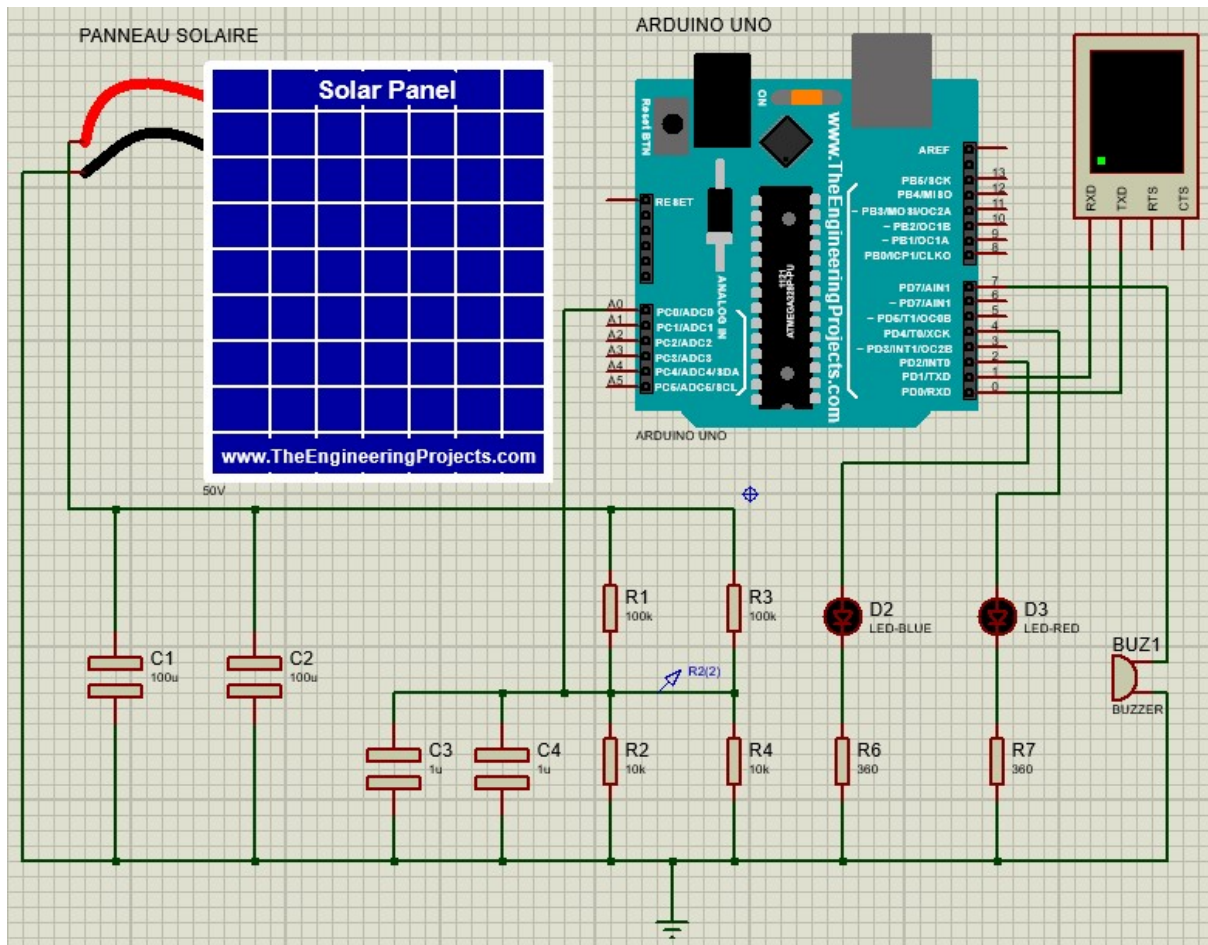 PANNEAU SOLAIRE
Solar Panel
www.TheEngineeringProjects.com
50V
ARDUINO UNO
Reset BTN
ON
www.TheEngineeringProjects.com
RESET
ANALOG IN
A0
A1
A2
A3
A4
A5
PC0/ADC0
PC1/ADC1
PC2/ADC2
PC3/ADC3
PC4/ADC4/SDA
PC5/ADC5/SCL
AREF
PB5/SCK
PB4/MISO
~ PB3/MOSI/OC2A
~ PB2/OC1B
~ PB1/OC1A
PB0/ICP1/CLKO
PD7/AIN1
~ PD7/AIN1
~ PD5/T1/OC0B
PD4/T0/XCK
~ PD3/INT1/OC2B
PD2/INT0
PD1/TXD
PD0/RXD
13
12
11
10
9
8
7
6
5
4
3
2
1
0
ARDUINO UNO
RXD
TXD
RTS
CTS
C1
100u
C2
100u
C3
1u
C4
1u
R1
100k
R3
100k
R2(2)
R2
10k
R4
10k
D2
LED-BLUE
D3
LED-RED
R6
360
R7
360
BUZ1
BUZZER